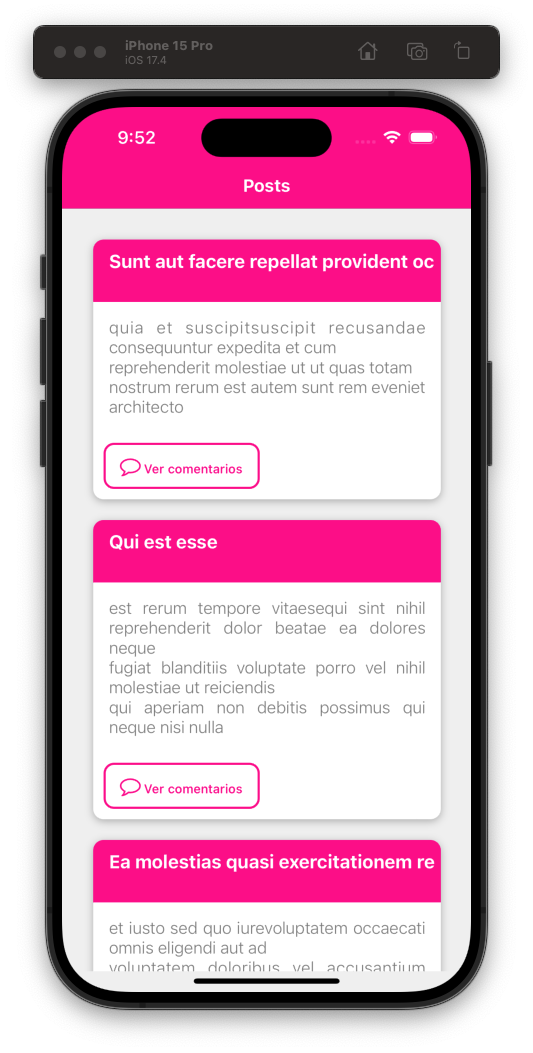 iPhone 15 Pro
iOS 17.4
9:52
Posts
Sunt aut facere repellat provident oc
quia et suscipitsuscipit recusandae
consequuntur expedita et cum
reprehenderit molestiae ut ut quas totam
nostrum rerum est autem sunt rem eveniet
architecto
Ver comentarios
Qui est esse
est rerum tempore vitaesequi sint nihil
reprehenderit dolor beatae ea dolores
neque
fugiat blanditiis voluptate porro vel nihil
molestiae ut reiciendis
qui aperiam non debitis possimus qui
neque nisi nulla
Ver comentarios
Ea molestias quasi exercitationem re
et iusto sed quo iurevoluptatem occaecati
omnis eligendi aut ad
voluptatem doloribus vel accusantium